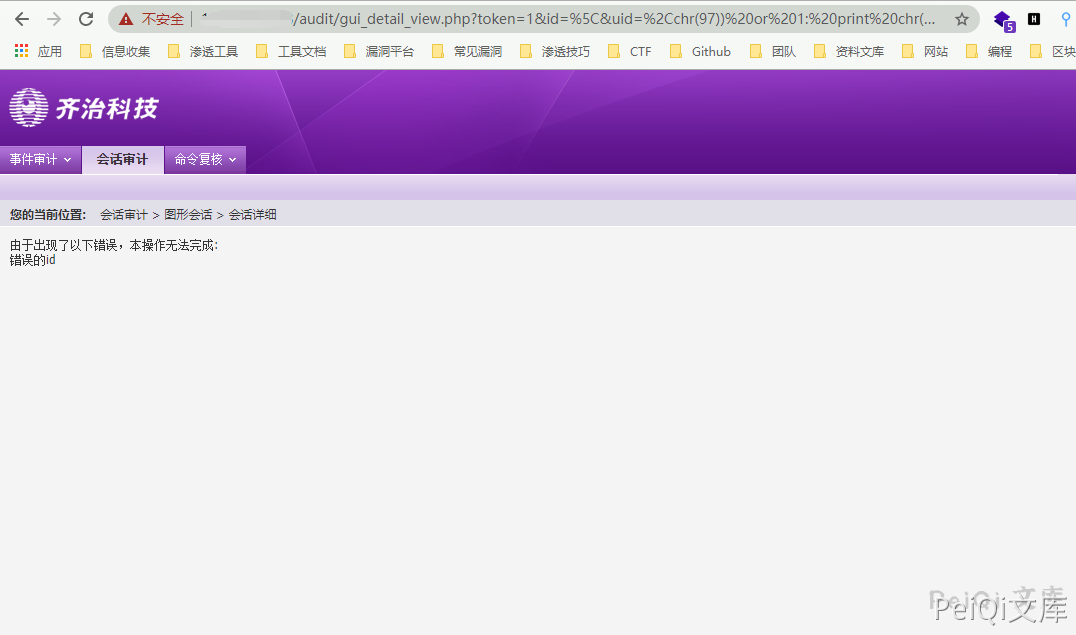 不安全 /audit/gui_detail_view.php?token=1&id=%5C&uid=%2Cchr(97))%20or%201:%20print%20chr(...
5 H
应用 信息收集 渗透工具 工具文档 漏洞平台 常见漏洞 渗透技巧 CTF Github 团队 资料文库 网站 编程 区块
齐治科技
事件审计 会话审计 命令复核
您的当前位置: 会话审计 > 图形会话 > 会话详细
由于出现了以下错误，本操作无法完成:
错误的id
PeiQi 文库
PeiQi文库